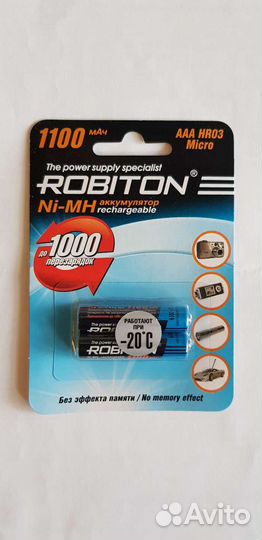 1100 мАч
AAA HR03
Micro
The power supply specialist
ROBITON
Ni-MH аккумулятор
rechargeable
до 1000
перезарядок
The power s
ROBITON
РАБОТАЮТ
ПРИ
-20°C
Без эффекта памяти / No memory effect
Avito